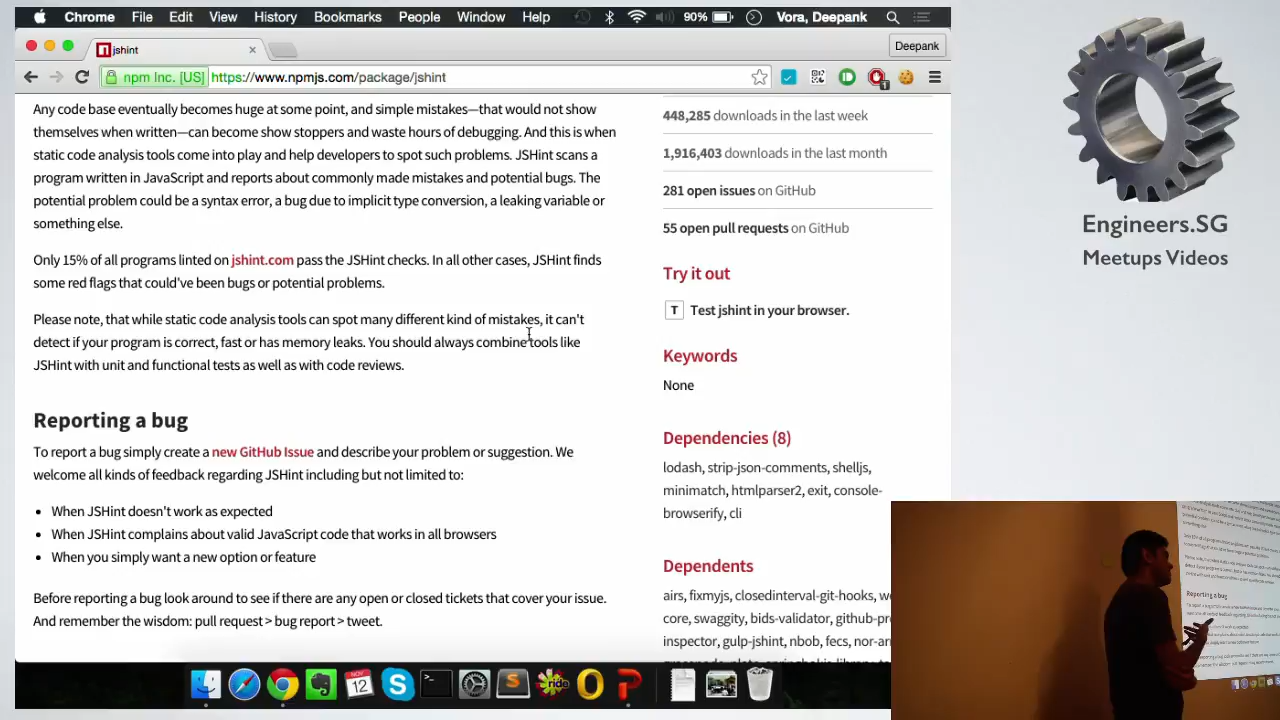 Chrome File Edit View History Bookmarks People Window Help 90% Vora, Deepank
jshint
Deepank
npm Inc. [US] https://www.npmjs.com/package/jshint
1
Any code base eventually becomes huge at some point, and simple mistakes—that would not show
themselves when written—can become show stoppers and waste hours of debugging. And this is when
static code analysis tools come into play and help developers to spot such problems. JSHint scans a
program written in JavaScript and reports about commonly made mistakes and potential bugs. The
potential problem could be a syntax error, a bug due to implicit type conversion, a leaking variable or
something else.
Only 15% of all programs linted on jshint.com pass the JSHint checks. In all other cases, JSHint finds
some red flags that could've been bugs or potential problems.
Please note, that while static code analysis tools can spot many different kind of mistakes, it can't
detect if your program is correct, fast or has memory leaks. You should always combine tools like
JSHint with unit and functional tests as well as with code reviews.
Reporting a bug
To report a bug simply create a new GitHub Issue and describe your problem or suggestion. We
welcome all kinds of feedback regarding JSHint including but not limited to:
• When JSHint doesn't work as expected
• When JSHint complains about valid JavaScript code that works in all browsers
• When you simply want a new option or feature
Before reporting a bug look around to see if there are any open or closed tickets that cover your issue.
And remember the wisdom: pull request > bug report > tweet.
448,285 downloads in the last week
1,916,403 downloads in the last month
281 open issues on GitHub
55 open pull requests on GitHub
Try it out
T Test jshint in your browser.
Keywords
None
Dependencies (8)
lodash, strip-json-comments, shelljs,
minimatch, htmlparser2, exit, console-
browserify, cli
Dependents
airs, fixmyjs, closedinterval-git-hooks,
core, swaggity, bids-validator,
inspector, gulp-jshint, nbob, fecs,
NOV
12
Engineers.SG
Meetups Videos
Reporting a bug